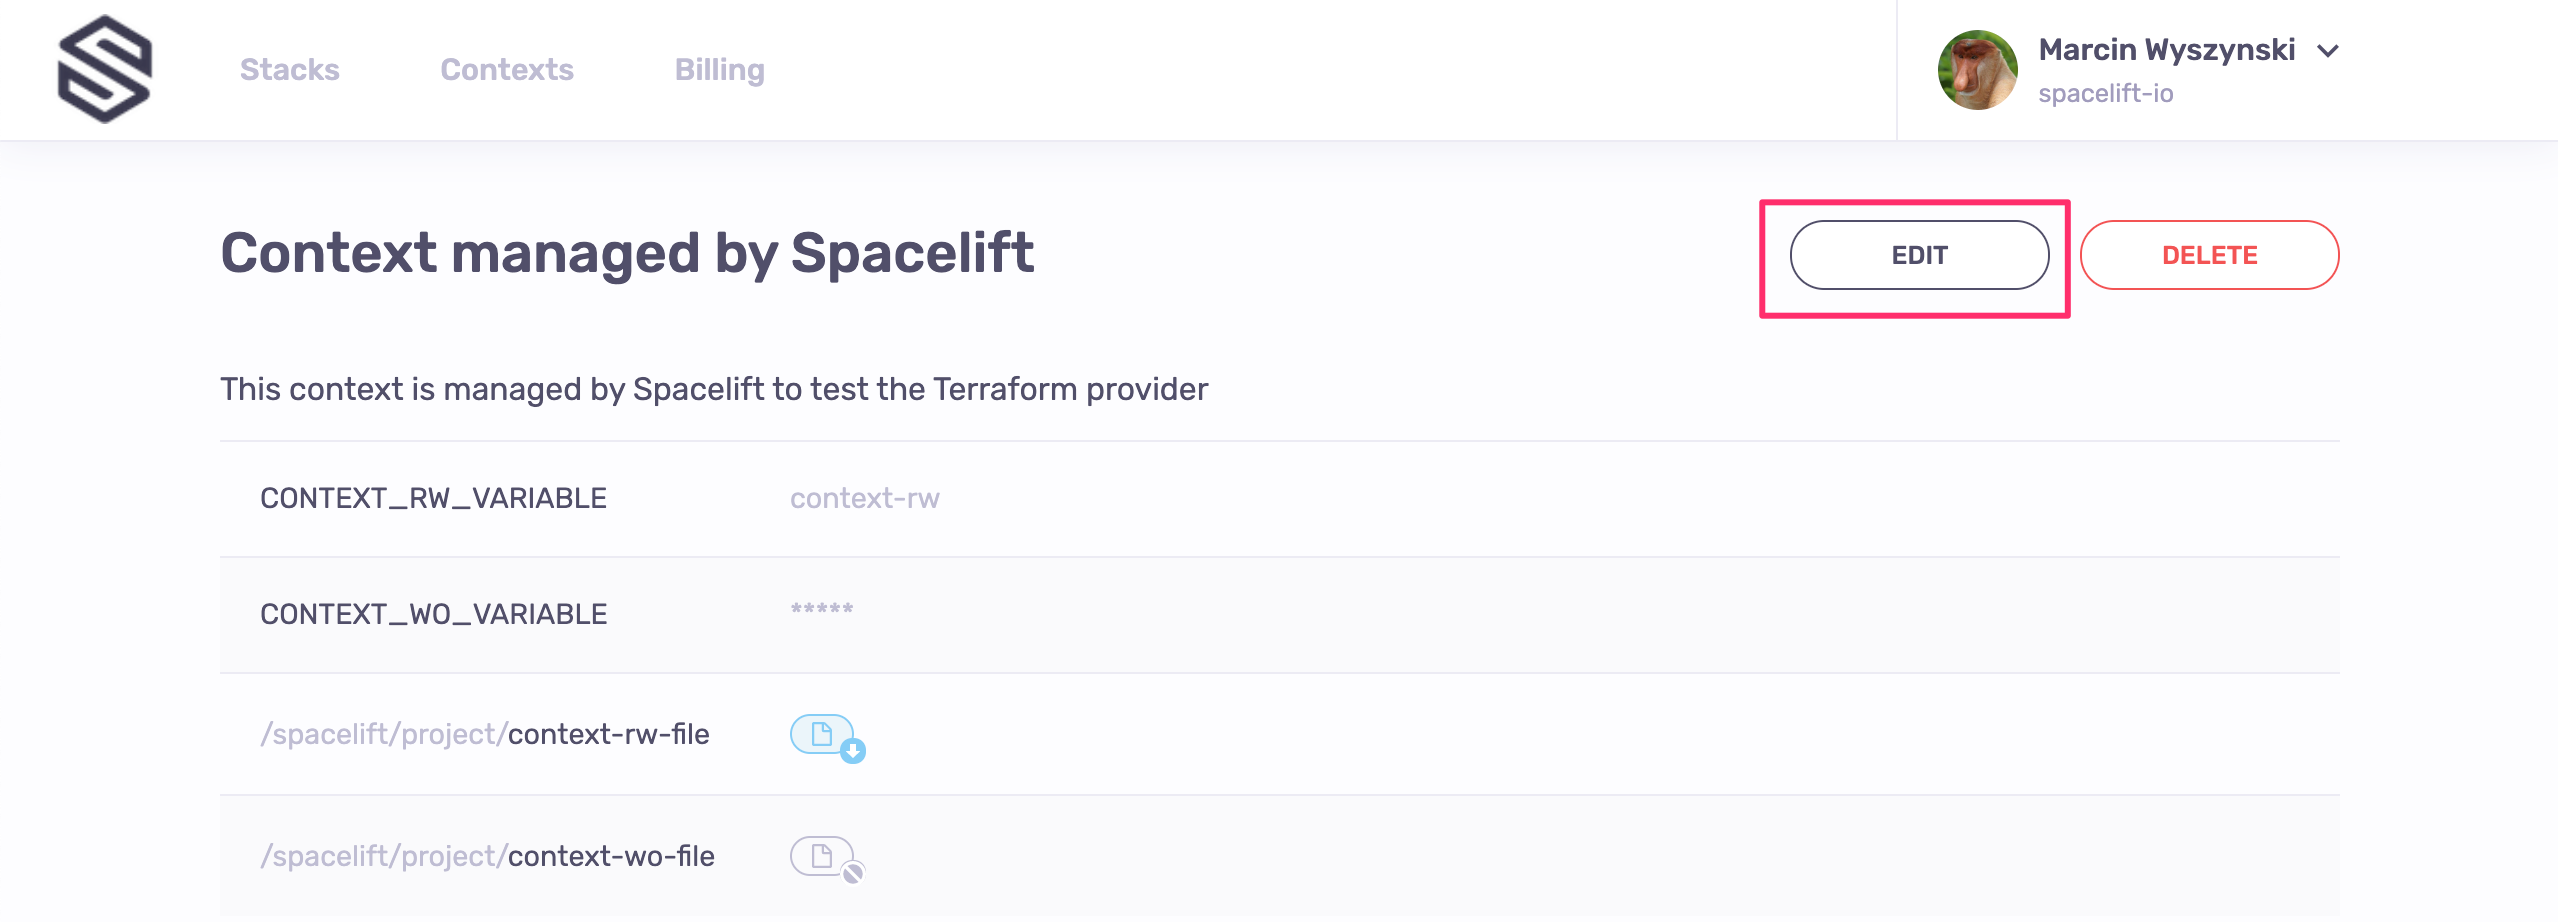 Stacks Contexts Billing
Marcin Wyszynski
spacelift-io
Context managed by Spacelift
EDIT
DELETE
This context is managed by Spacelift to test the Terraform provider
CONTEXT_RW_VARIABLE context-rw
CONTEXT_WO_VARIABLE *****
/spacelift/project/context-rw-file
/spacelift/project/context-wo-file